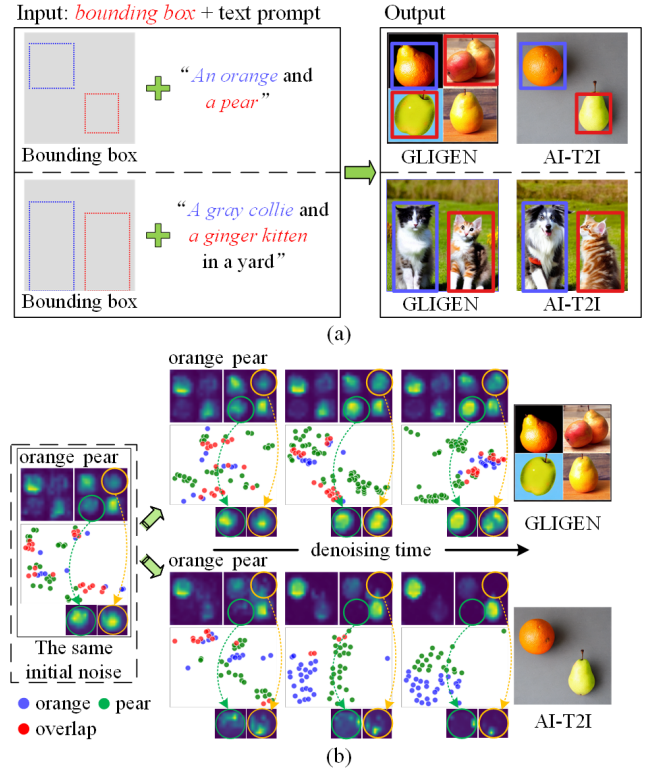 Input: bounding box + text prompt
Output
Bounding box
“An orange and
a pear”
GLIGEN
AI-T2I
Bounding box
“A gray collie and
a ginger kitten
in a yard”
GLIGEN
AI-T2I
(a)
orange pear
orange pear
GLIGEN
orange pear
denoising time
The same
initial noise
orange
pear
overlap
AI-T2I
(b)